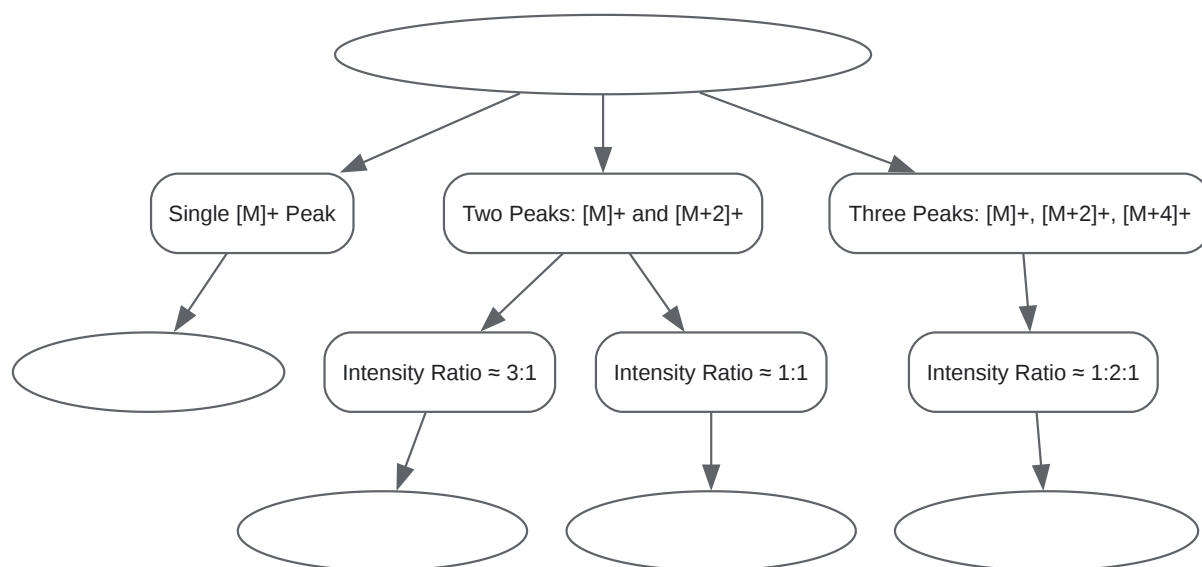 Single [M]+ Peak
Two Peaks: [M]+ and [M+2]+
Three Peaks: [M]+, [M+2]+, [M+4]+
Intensity Ratio ≈ 3:1
Intensity Ratio ≈ 1:1
Intensity Ratio ≈ 1:2:1